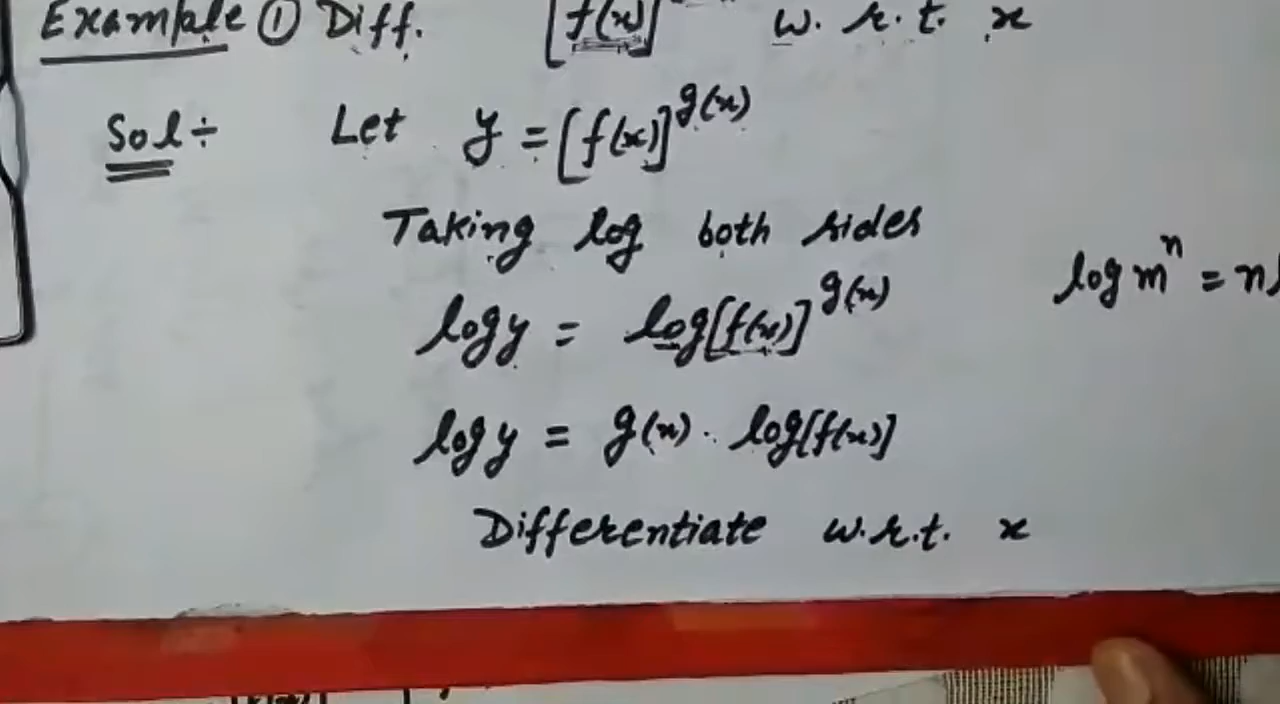 Example ① Diff. [f(x)] w. r. t. x
Sol÷ Let y = [f(x)]^g(x)
Taking log both sides
log y = log[f(x)]^g(x) log m^n = n
log y = g(x) · log[f(x)]
Differentiate w.r.t. x